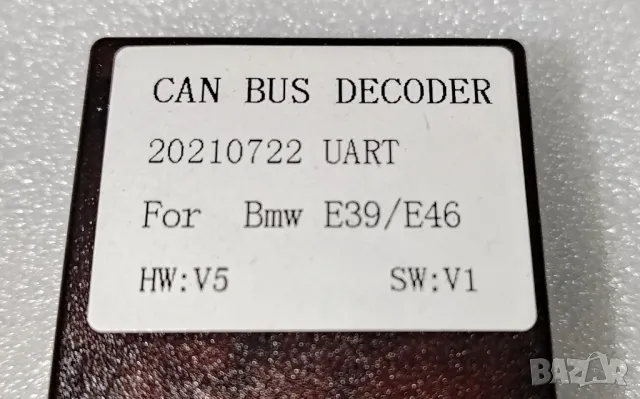 CAN BUS DECODER
20210722 UART
For Bmw E39/E46
HW:V5 SW:V1
BAZAR